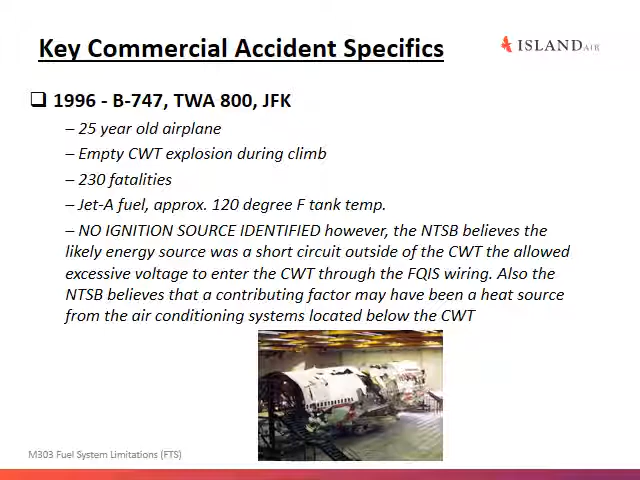 Key Commercial Accident Specifics
ISLAND AIR
1996 - B-747, TWA 800, JFK
– 25 year old airplane
– Empty CWT explosion during climb
– 230 fatalities
– Jet-A fuel, approx. 120 degree F tank temp.
– NO IGNITION SOURCE IDENTIFIED however, the NTSB believes the
likely energy source was a short circuit outside of the CWT the allowed
excessive voltage to enter the CWT through the FQIS wiring. Also the
NTSB believes that a contributing factor may have been a heat source
from the air conditioning systems located below the CWT
M303 Fuel System Limitations (FTS)